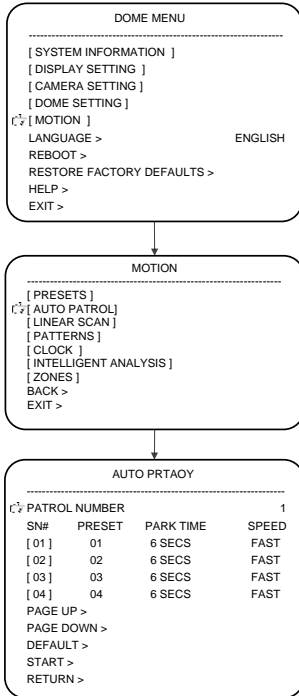 DOME MENU
[ SYSTEM INFORMATION ]
[ DISPLAY SETTING ]
[ CAMERA SETTING ]
[ DOME SETTING ]
[ MOTION ]
LANGUAGE > ENGLISH
REBOOT >
RESTORE FACTORY DEFAULTS >
HELP >
EXIT >
MOTION
[ PRESETS ]
[ AUTO PATROL]
[ LINEAR SCAN ]
[ PATTERNS ]
[ CLOCK ]
[ INTELLIGENT ANALYSIS ]
[ ZONES ]
BACK >
EXIT >
AUTO PRTAOY
PATROL NUMBER 1
SN# PRESET PARK TIME SPEED
[ 01 ] 01 6 SECS FAST
[ 02 ] 02 6 SECS FAST
[ 03 ] 03 6 SECS FAST
[ 04 ] 04 6 SECS FAST
PAGE UP >
PAGE DOWN >
DEFAULT >
START >
RETURN >